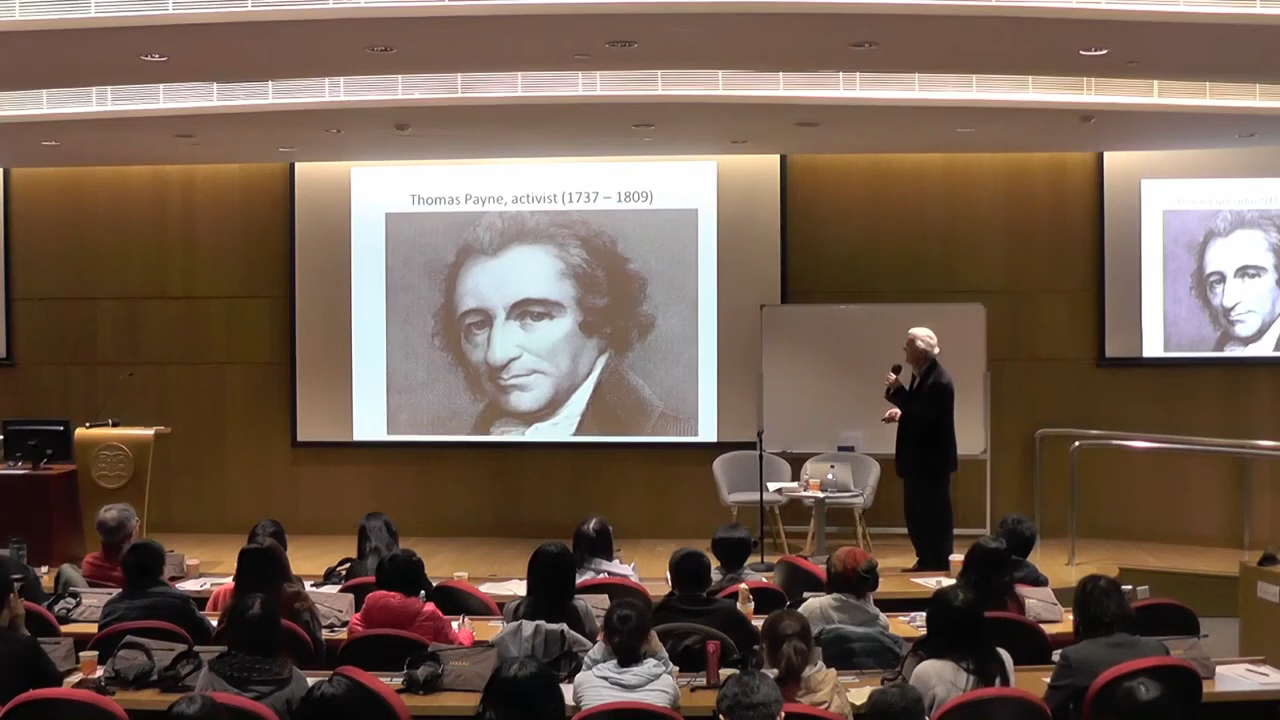 Thomas Payne, activist (1737 – 1809)